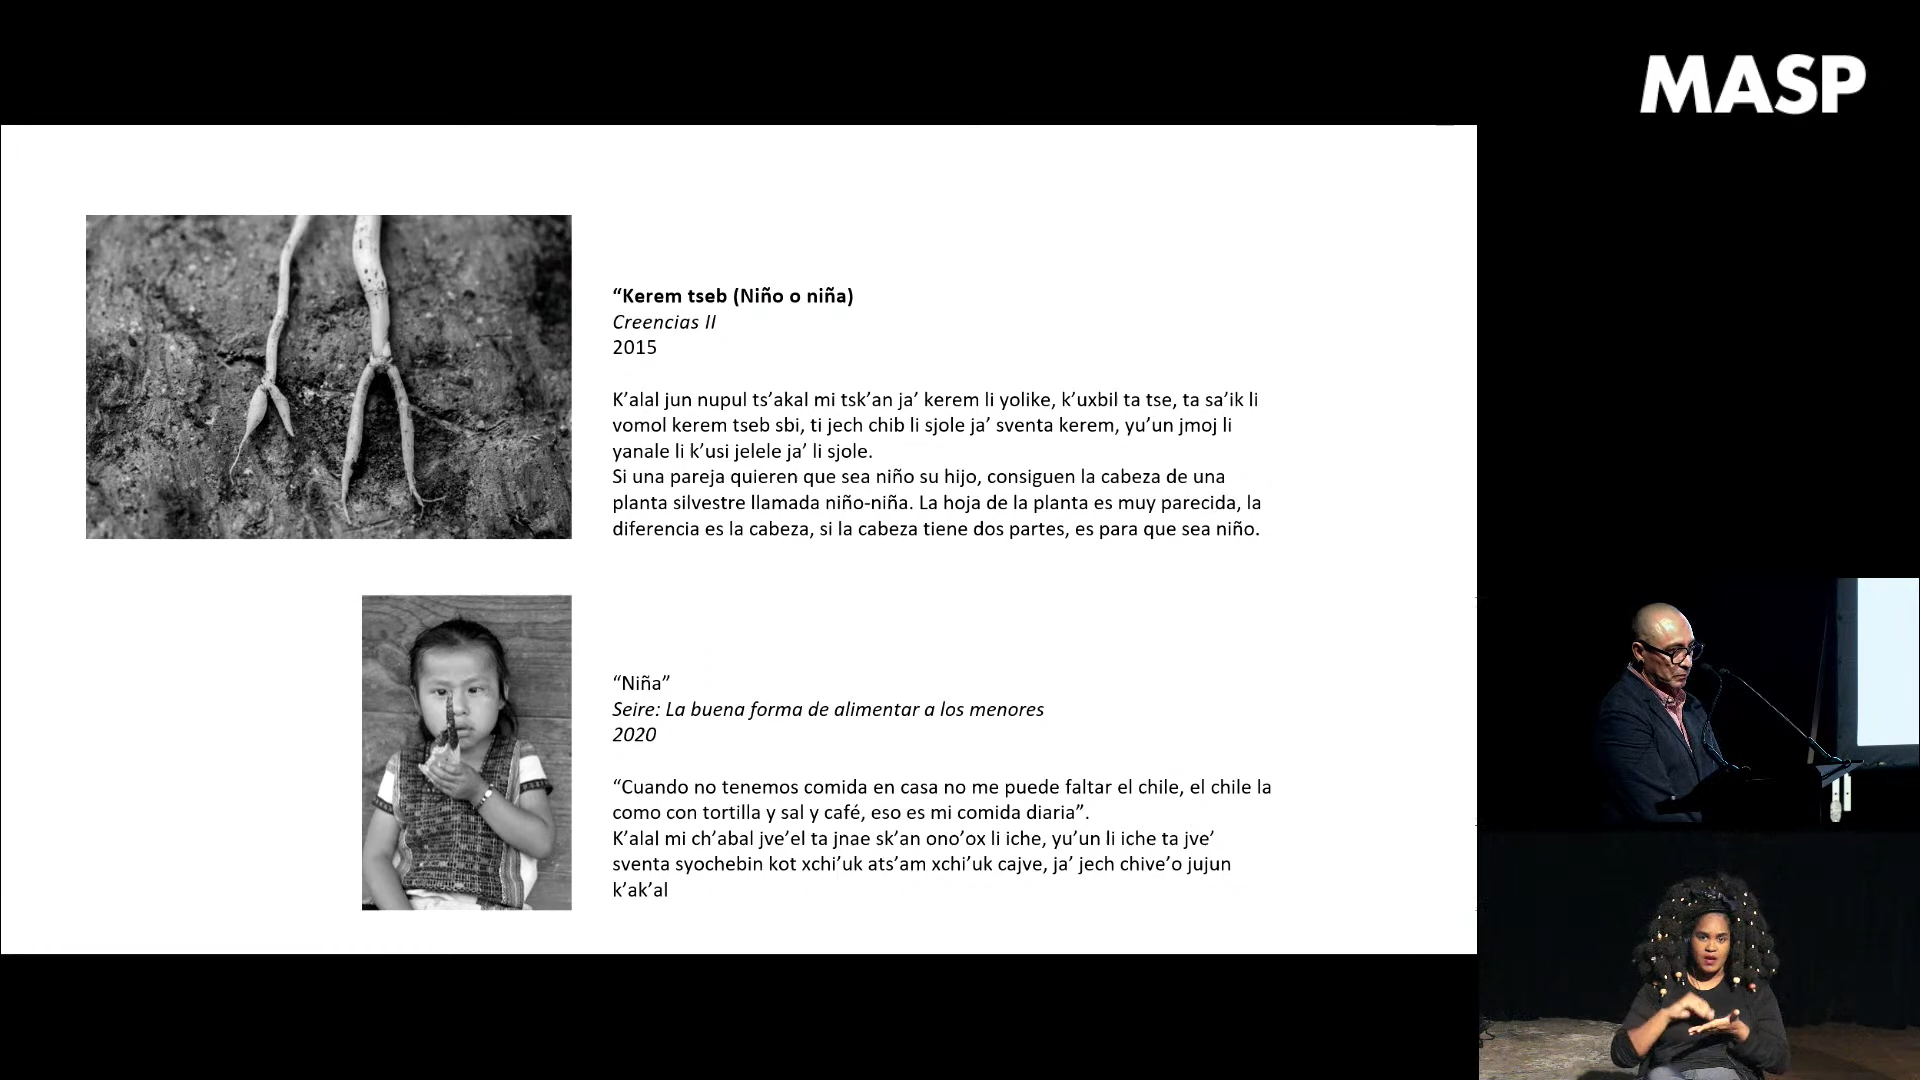 MASP
“Kerem tseb (Niño o niña)
Creencias II
2015
K’alal jun nupul ts’akal mi tsk’an ja’ kerem li yolike, k’uxbil ta tse, ta sa’ik li
vomol kerem tseb sbi, ti jech chib li sjole ja’ sventa kerem, yu’un jmoj li
yanale li k’usi jelele ja’ li sjole.
Si una pareja quieren que sea niño su hijo, consiguen la cabeza de una
planta silvestre llamada niño-niña. La hoja de la planta es muy parecida, la
diferencia es la cabeza, si la cabeza tiene dos partes, es para que sea niño.
“Niña”
Seire: La buena forma de alimentar a los menores
2020
“Cuando no tenemos comida en casa no me puede faltar el chile, el chile la
como con tortilla y sal y café, eso es mi comida diaria”.
K’alal mi ch’abal jve’el ta jnae sk’an ono’ox li iche, yu’un li iche ta jve’
sventa syochebin kot xchi’uk ats’am xchi’uk cajve, ja’ jech chive’o jujun
k’ak’al